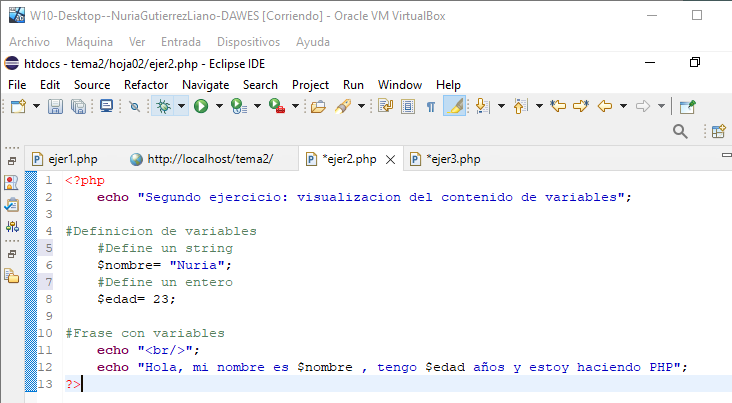 W10-Desktop--NuriaGutierrezLiano-DAWES [Corriendo] - Oracle VM VirtualBox
Archivo Máquina Ver Entrada Dispositivos Ayuda
htdocs - tema2/hoja02/ejer2.php - Eclipse IDE
File Edit Source Refactor Navigate Search Project Run Window Help
ejer1.php http://localhost/tema2/ *ejer2.php *ejer3.php
1 <?php
2 echo "Segundo ejercicio: visualizacion del contenido de variables";
3
4 #Definicion de variables
5 #Define un string
6 $nombre= "Nuria";
7 #Define un entero
8 $edad= 23;
9
10 #Frase con variables
11 echo "<br/>";
12 echo "Hola, mi nombre es $nombre , tengo $edad años y estoy haciendo PHP";
13 ?>